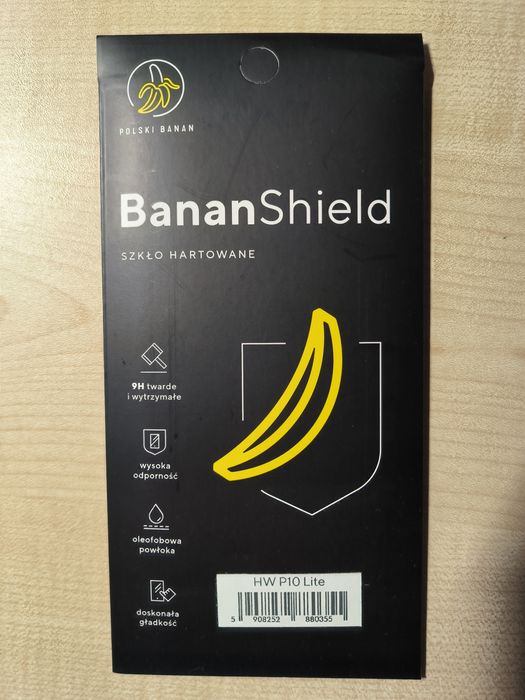 POLSKI BANAN
BananShield
SZKŁO HARTOWANE
9H twarde
i wytrzymałe
wysoka
odporność
oleofobowa
powłoka
doskonała
gładkość
HW P10 Lite
5 908252 880355